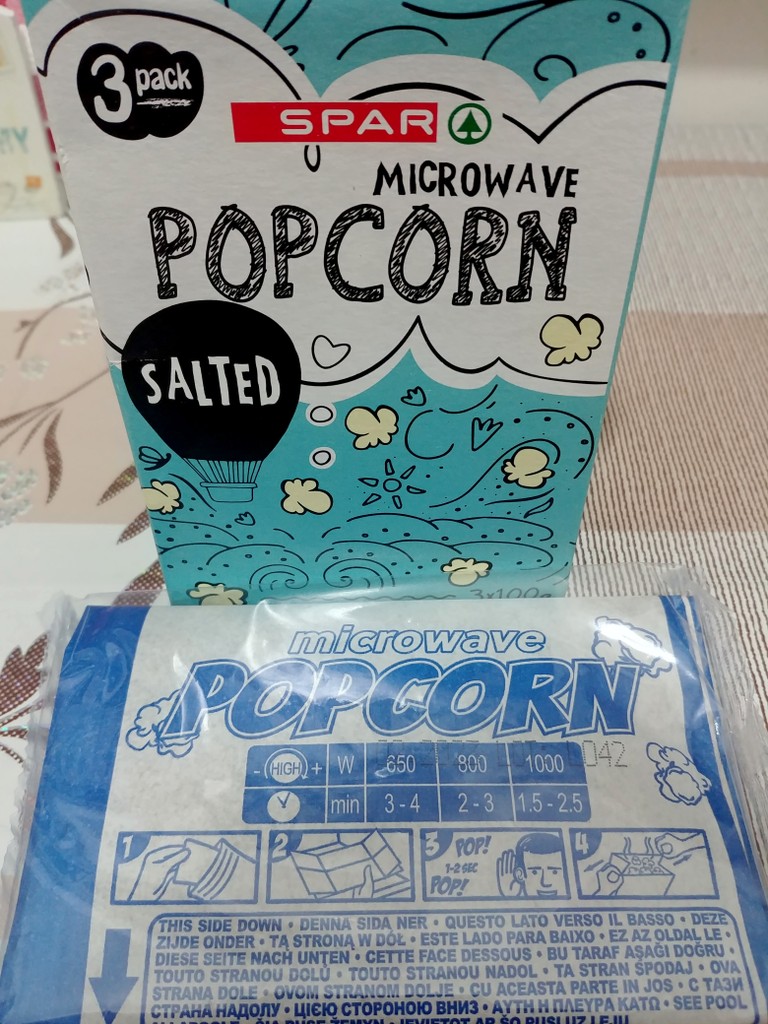 3 pack
SPAR
MICROWAVE
POPCORN
SALTED
3x100g
microwave
POPCORN
- HIGH + W 650 800 1000
min 3 - 4 2 - 3 1.5 - 2.5
042
1 2 3 POP! 4
1-2 SEC
POP!
THIS SIDE DOWN • DENNA SIDA NER • QUESTO LATO VERSO IL BASSO • DEZE
ZIJDE ONDER • TĄ STRONĄ W DÓŁ • ESTE LADO PARA BAIXO • EZ AZ OLDAL LE •
DIESE SEITE NACH UNTEN • CETTE FACE DESSOUS • BU TARAF AŞAĞI DOĞRU •
TOUTO STRANOU DOLŮ • TOUTO STRANOU NADOL • TA STRAN SPODAJ • OVA
STRANA DOLE • OVOM STRANOM DOLJE • CU ACEASTA PARTE IN JOS • С ТАЗИ
СТРАНА НАДОЛУ • ЦІЄЮ СТОРОНОЮ ВНИЗ • ΑΥΤΗ Η ΠΛΕΥΡΑ ΚΑΤΩ • SEE POOL